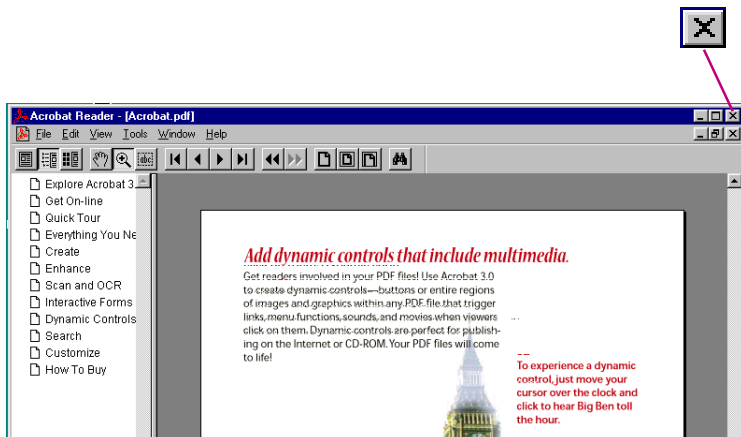 Acrobat Reader - [Acrobat.pdf]
File Edit View Tools Window Help
abc
Explore Acrobat 3.
Get On-line
Quick Tour
Everything You Ne
Create
Enhance
Scan and OCR
Interactive Forms
Dynamic Controls
Search
Customize
How To Buy
Add dynamic controls that include multimedia.
Get readers involved in your PDF files! Use Acrobat 3.0
to create dynamic controls—buttons or entire regions
of images and graphics within any PDF file that trigger
links, menu functions, sounds, and movies when viewers
click on them. Dynamic controls are perfect for publish-
ing on the Internet or CD-ROM. Your PDF files will come
to life!
To experience a dynamic
control, just move your
cursor over the clock and
click to hear Big Ben toll
the hour.